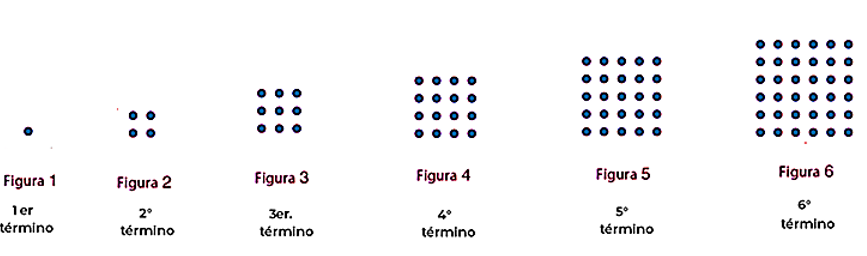 Figura 1
Figura 2
Figura 3
Figura 4
Figura 5
Figura 6
1er
término
2°
término
3er.
término
4°
término
5°
término
6°
término